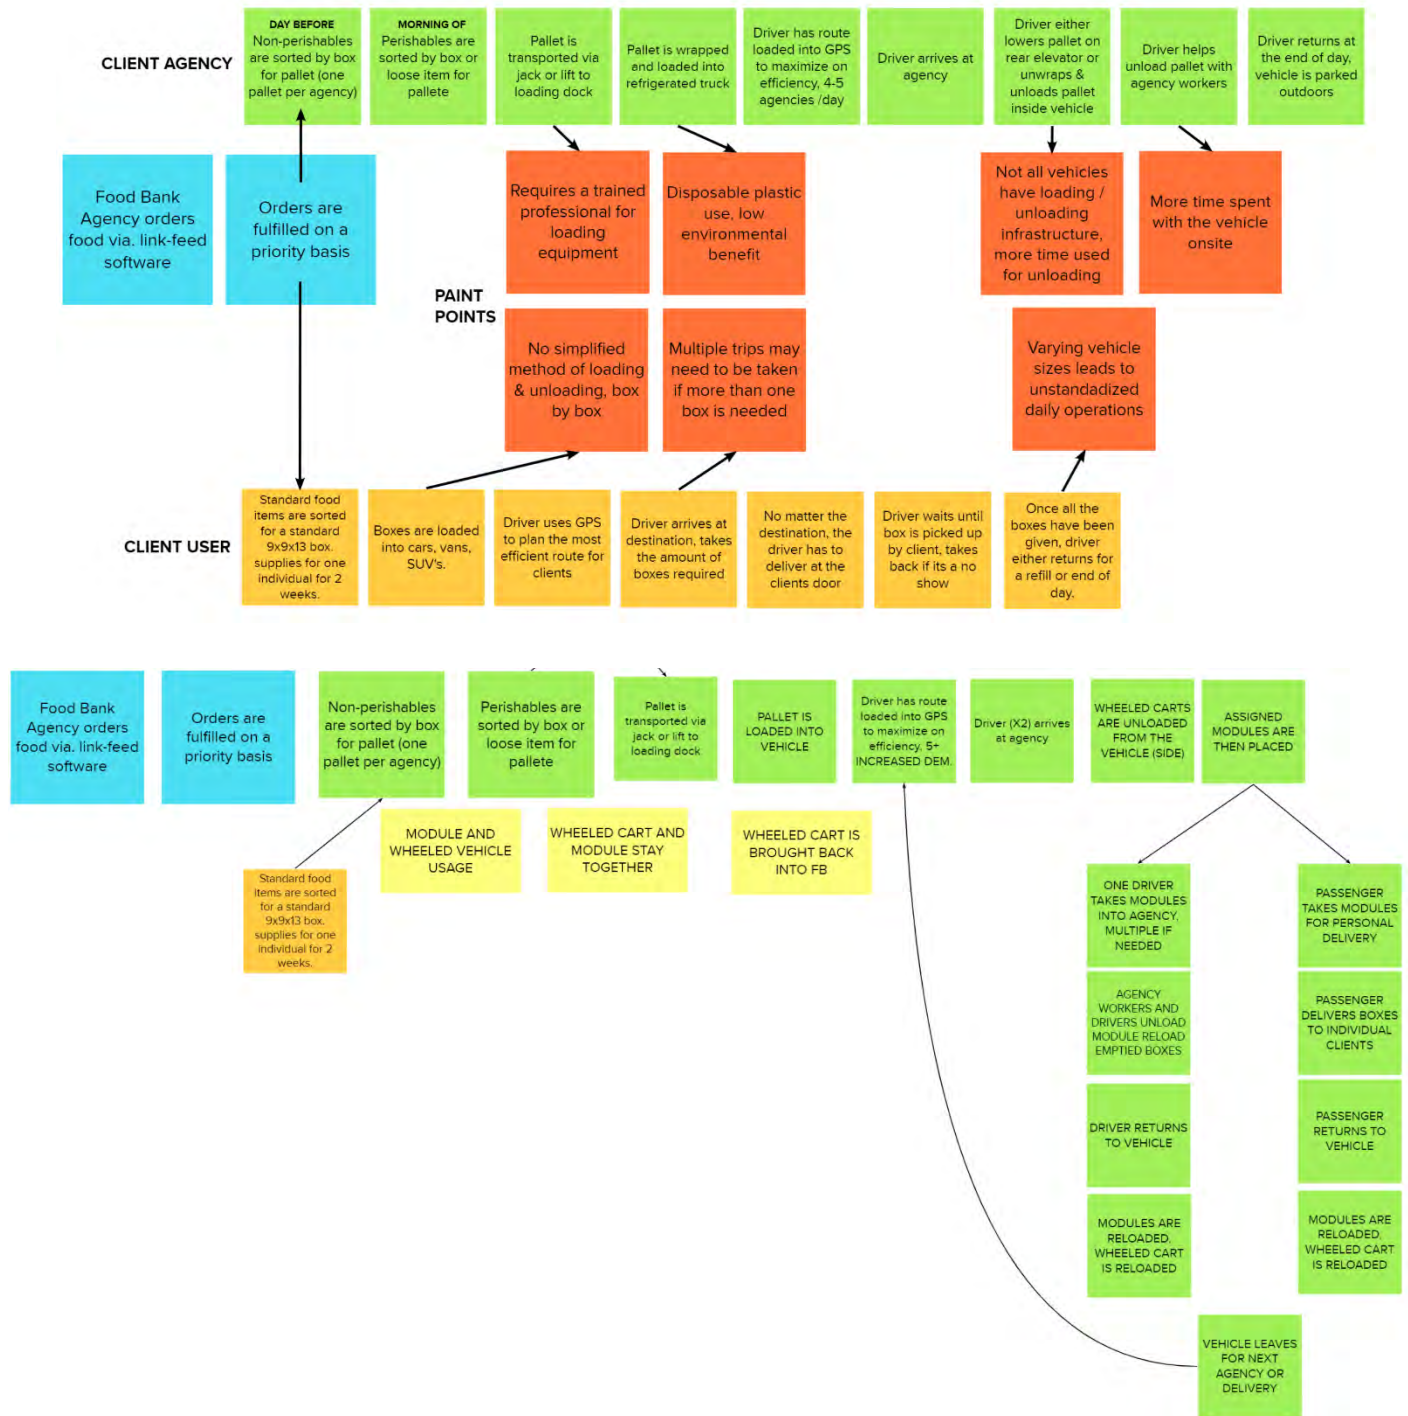 CLIENT AGENCY
DAY BEFORE
Non-perishables
are sorted by box
for pallet (one
pallet per agency)
MORNING OF
Perishables are
sorted by box or
loose item for
pallete
Pallet is
transported via
jack or lift to
loading dock
Pallet is wrapped
and loaded into
refrigerated truck
Driver has route
loaded into GPS
to maximize on
efficiency, 4-5
agencies /day
Driver arrives at
agency
Driver either
lowers pallet on
rear elevator or
unwraps &
unloads pallet
inside vehicle
Driver helps
unload pallet with
agency workers
Driver returns at
the end of day,
vehicle is parked
outdoors
Food Bank
Agency orders
food via. link-feed
software
Orders are
fulfilled on a
priority basis
Requires a trained
professional for
loading
equipment
Disposable plastic
use, low
environmental
benefit
Not all vehicles
have loading /
unloading
infrastructure,
more time used
for unloading
More time spent
with the vehicle
onsite
PAINT
POINTS
No simplified
method of loading
& unloading, box
by box
Multiple trips may
need to be taken
if more than one
box is needed
Varying vehicle
sizes leads to
unstandadized
daily operations
CLIENT USER
Standard food
items are sorted
for a standard
9x9x13 box.
supplies for one
individual for 2
weeks.
Boxes are loaded
into cars, vans,
SUV's.
Driver uses GPS
to plan the most
efficient route for
clients
Driver arrives at
destination, takes
the amount of
boxes required
No matter the
destination, the
driver has to
deliver at the
clients door
Driver waits until
box is picked up
by client, takes
back if its a no
show
Once all the
boxes have been
given, driver
either returns for
a refill or end of
day.
Food Bank
Agency orders
food via. link-feed
software
Orders are
fulfilled on a
priority basis
Non-perishables
are sorted by box
for pallet (one
pallet per agency)
Perishables are
sorted by box or
loose item for
pallete
Pallet is
transported via
jack or lift to
loading dock
PALLET IS
LOADED INTO
VEHICLE
Driver has route
loaded into GPS
to maximize on
efficiency, 5+
INCREASED DEM.
Driver (X2) arrives
at agency
WHEELED CARTS
ARE UNLOADED
FROM THE
VEHICLE (SIDE)
ASSIGNED
MODULES ARE
THEN PLACED
MODULE AND
WHEELED VEHICLE
USAGE
WHEELED CART AND
MODULE STAY
TOGETHER
WHEELED CART IS
BROUGHT BACK
INTO FB
Standard food
items are sorted
for a standard
9x9x13 box.
supplies for one
individual for 2
weeks.
ONE DRIVER
TAKES MODULES
INTO AGENCY,
MULTIPLE IF
NEEDED
PASSENGER
TAKES MODULES
FOR PERSONAL
DELIVERY
AGENCY
WORKERS AND
DRIVERS UNLOAD
MODULE RELOAD
EMPTIED BOXES
PASSENGER
DELIVERS BOXES
TO INDIVIDUAL
CLIENTS
DRIVER RETURNS
TO VEHICLE
PASSENGER
RETURNS TO
VEHICLE
MODULES ARE
RELOADED,
WHEELED CART
IS RELOADED
MODULES ARE
RELOADED,
WHEELED CART
IS RELOADED
VEHICLE LEAVES
FOR NEXT
AGENCY OR
DELIVERY